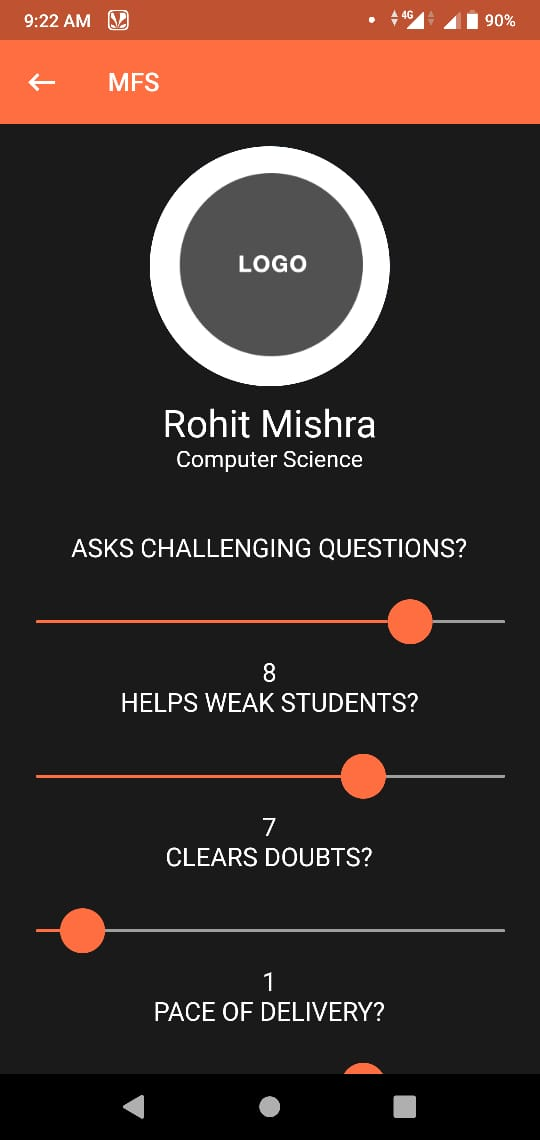 9:22 AM 4G 90%
MFS
LOGO
Rohit Mishra
Computer Science
ASKS CHALLENGING QUESTIONS?
8
HELPS WEAK STUDENTS?
7
CLEARS DOUBTS?
1
PACE OF DELIVERY?